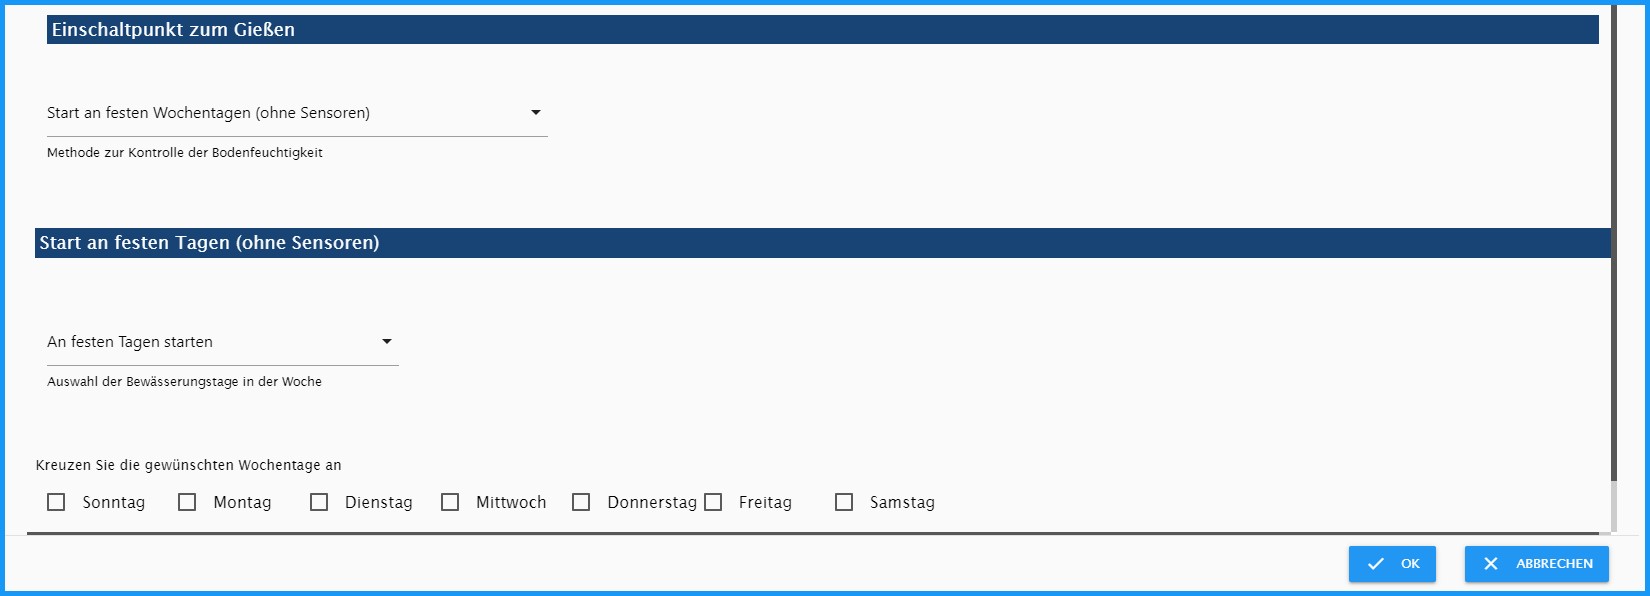 Einschaltpunkt zum Gießen
Start an festen Wochentagen (ohne Sensoren)
Methode zur Kontrolle der Bodenfeuchtigkeit
Start an festen Tagen (ohne Sensoren)
An festen Tagen starten
Auswahl der Bewässerungstage in der Woche
Kreuzen Sie die gewünschten Wochentage an
Sonntag Montag Dienstag Mittwoch Donnerstag Freitag Samstag
OK ABBRECHEN